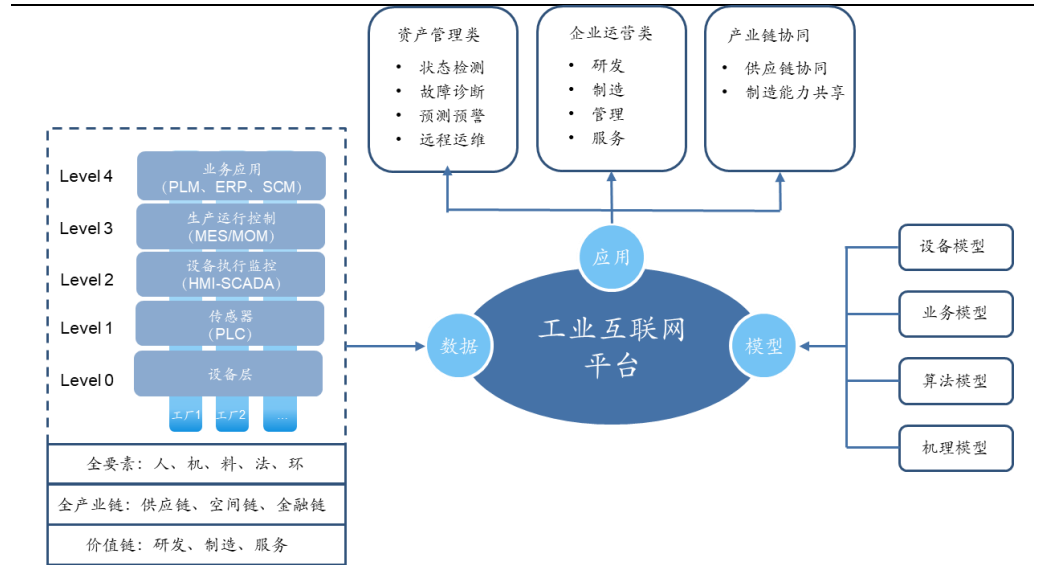 资产管理类
• 状态检测
• 故障诊断
• 预测预警
• 远程运维
企业运营类
• 研发
• 制造
• 管理
• 服务
产业链协同
• 供应链协同
• 制造能力共享
Level 4
业务应用
(PLM、ERP、SCM)
Level 3
生产运行控制
(MES/MOM)
Level 2
设备执行监控
(HMI-SCADA)
Level 1
传感器
(PLC)
Level 0
设备层
工厂1
工厂2
...
全要素：人、机、料、法、环
全产业链：供应链、空间链、金融链
价值链：研发、制造、服务
数据
应用
工业互联网
平台
模型
设备模型
业务模型
算法模型
机理模型